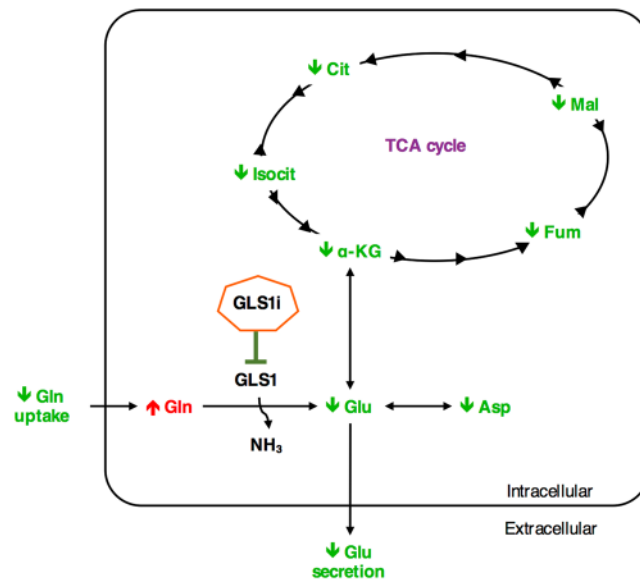 ↓ Cit
↓ Mal
TCA cycle
↓ Isocit
↓ Fum
↓ α-KG
GLS1i
GLS1
↓ Gln
uptake
↑ Gln
↓ Glu
↓ Asp
NH₃
Intracellular
Extracellular
↓ Glu
secretion